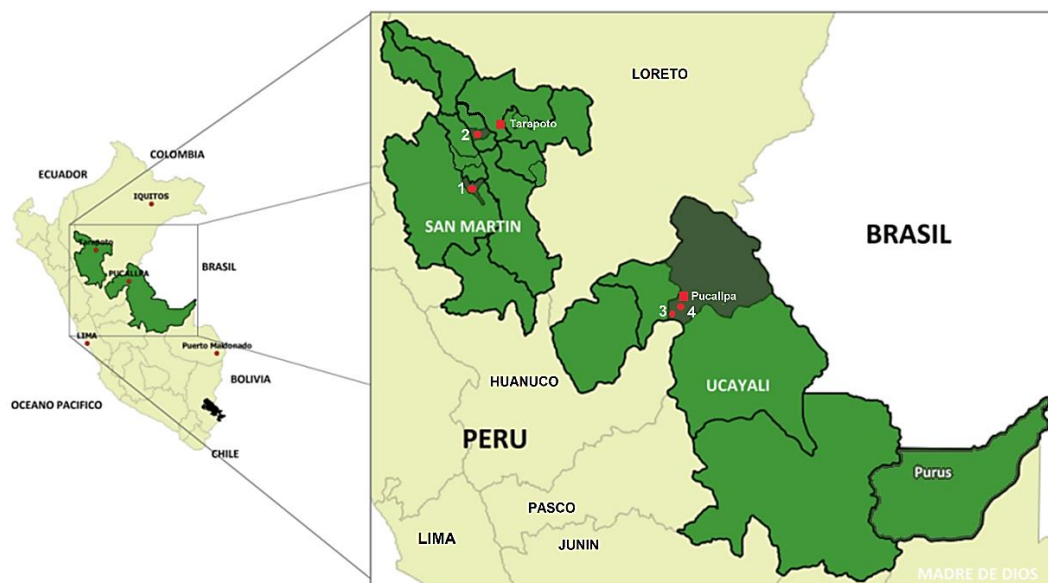 COLOMBIA
ECUADOR
IQUITOS
Tarapoto
BRASIL
PUCALLPA
LIMA
Puerto Maldonado
BOLIVIA
OCEANO PACIFICO
CHILE
LORETO
Tarapoto
2
1
SAN MARTIN
BRASIL
Pucallpa
3
4
HUANUCO
UCAYALI
PERU
Purus
PASCO
LIMA
JUNIN
MADRE DE DIOS